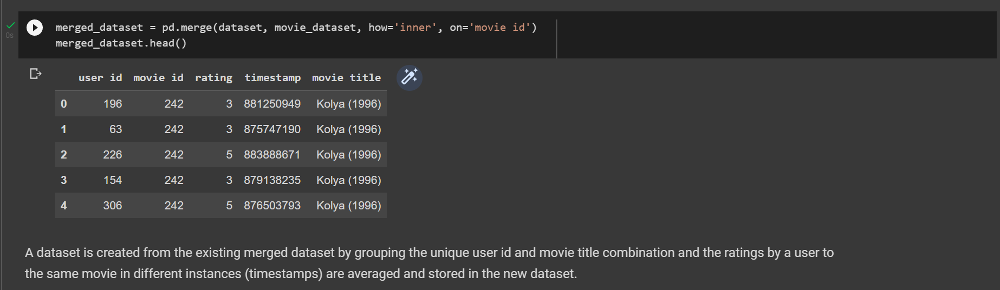 merged_dataset = pd.merge(dataset, movie_dataset, how='inner', on='movie id')
0s
merged_dataset.head()
user id movie id rating timestamp movie title
0 196 242 3 881250949 Kolya (1996)
1 63 242 3 875747190 Kolya (1996)
2 226 242 5 883888671 Kolya (1996)
3 154 242 3 879138235 Kolya (1996)
4 306 242 5 876503793 Kolya (1996)
A dataset is created from the existing merged dataset by grouping the unique user id and movie title combination and the ratings by a user to
the same movie in different instances (timestamps) are averaged and stored in the new dataset.